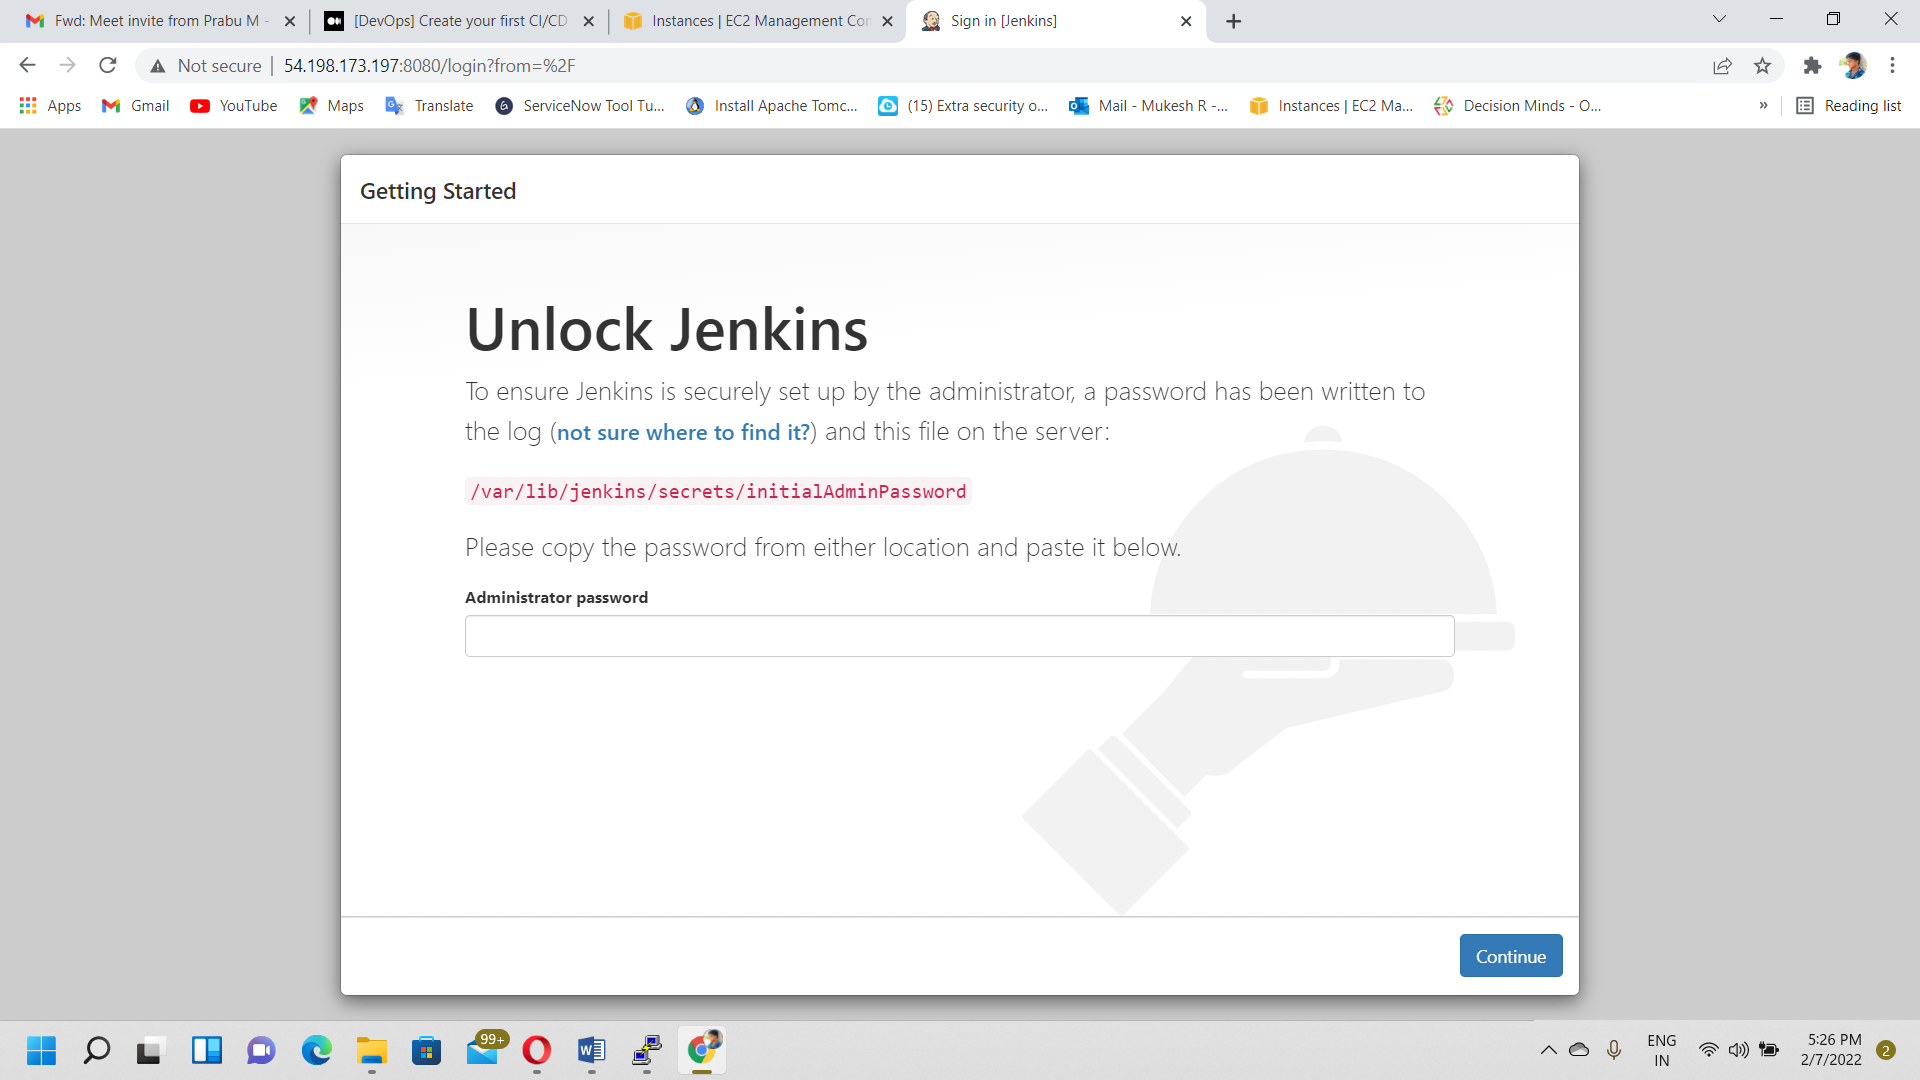 Fwd: Meet invite from Prabu M -
[DevOps] Create your first CI/CD
Instances | EC2 Management Con
Sign in [Jenkins]
Not secure | 54.198.173.197:8080/login?from=%2F
Apps
Gmail
YouTube
Maps
Translate
ServiceNow Tool Tu...
Install Apache Tomc...
(15) Extra security o...
Mail - Mukesh R -...
Instances | EC2 Ma...
Decision Minds - O...
»
Reading list
Getting Started
Unlock Jenkins
To ensure Jenkins is securely set up by the administrator, a password has been written to
the log (not sure where to find it?) and this file on the server:
/var/lib/jenkins/secrets/initialAdminPassword
Please copy the password from either location and paste it below.
Administrator password
Continue
99+
ENG
IN
5:26 PM
2/7/2022
2